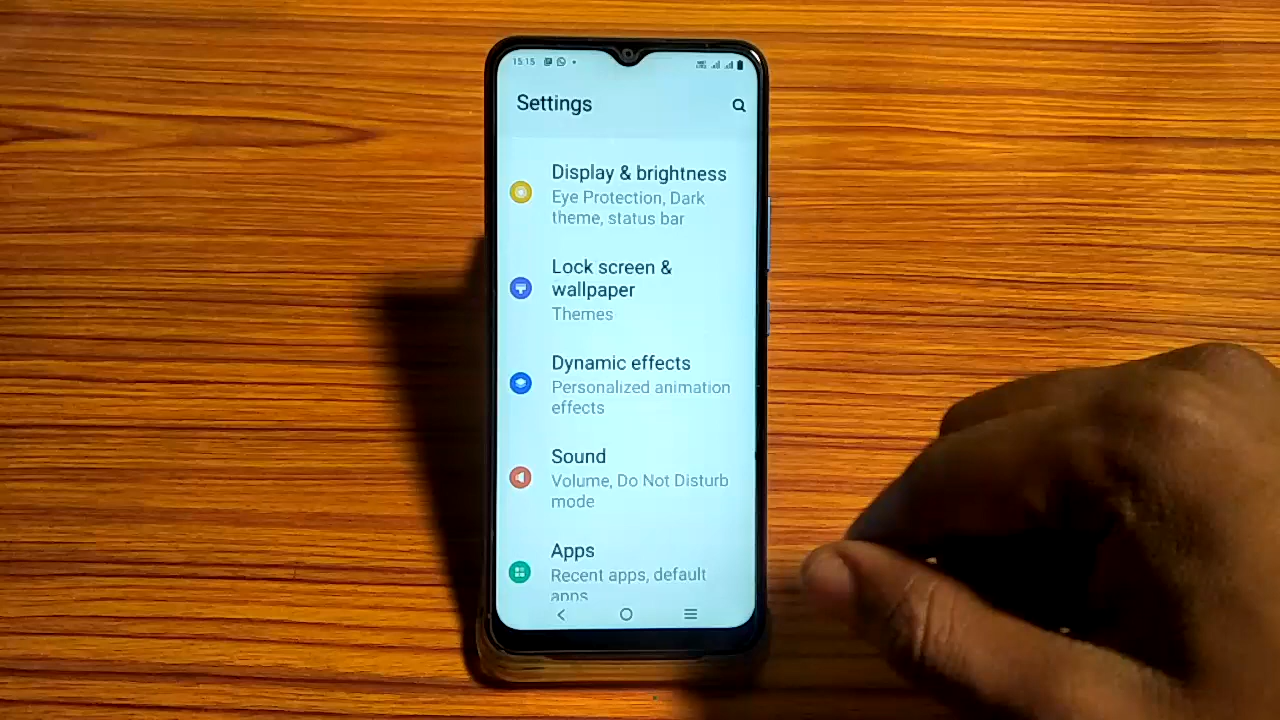 15:15
Settings
Display & brightness
Eye Protection, Dark
theme, status bar
Lock screen &
wallpaper
Themes
Dynamic effects
Personalized animation
effects
Sound
Volume, Do Not Disturb
mode
Apps
Recent apps, default
apps